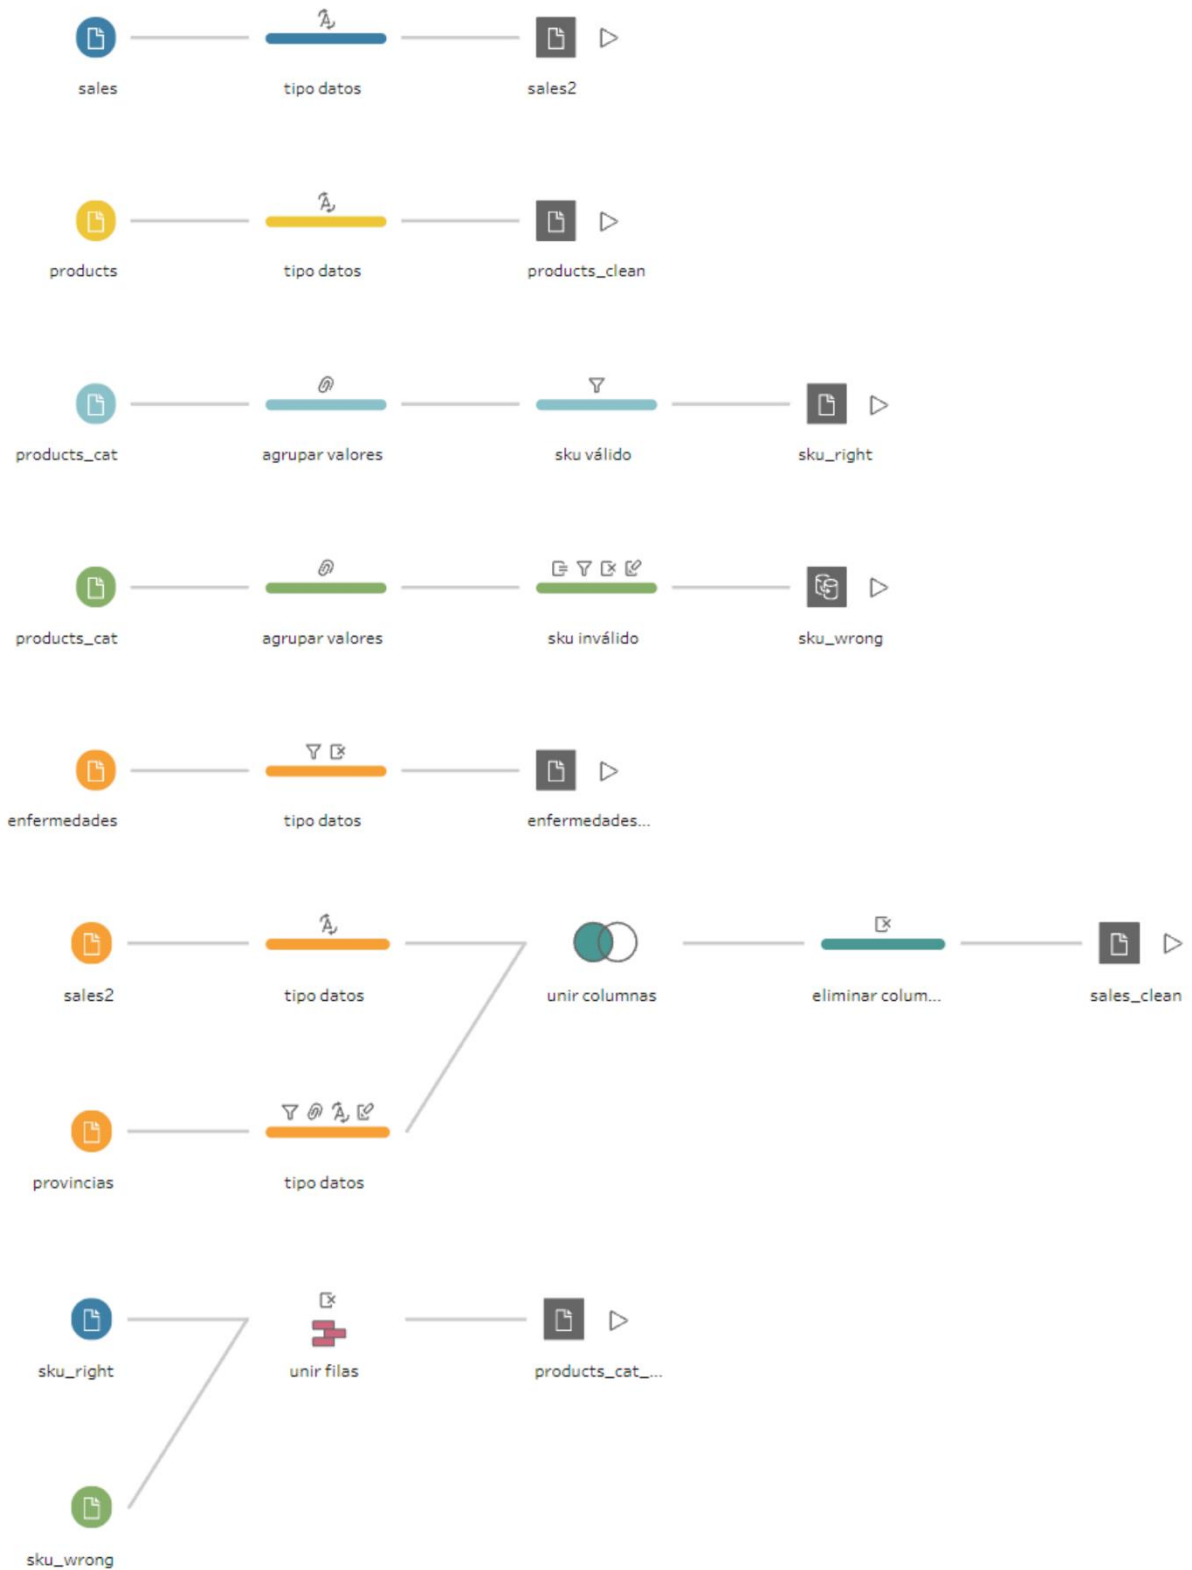 sales
tipo datos
sales2
products
tipo datos
products_clean
products_cat
agrupar valores
sku válido
sku_right
products_cat
agrupar valores
sku inválido
sku_wrong
enfermedades
tipo datos
enfermedades...
sales2
tipo datos
unir columnas
eliminar colum...
sales_clean
provincias
tipo datos
sku_right
unir filas
products_cat_...
sku_wrong